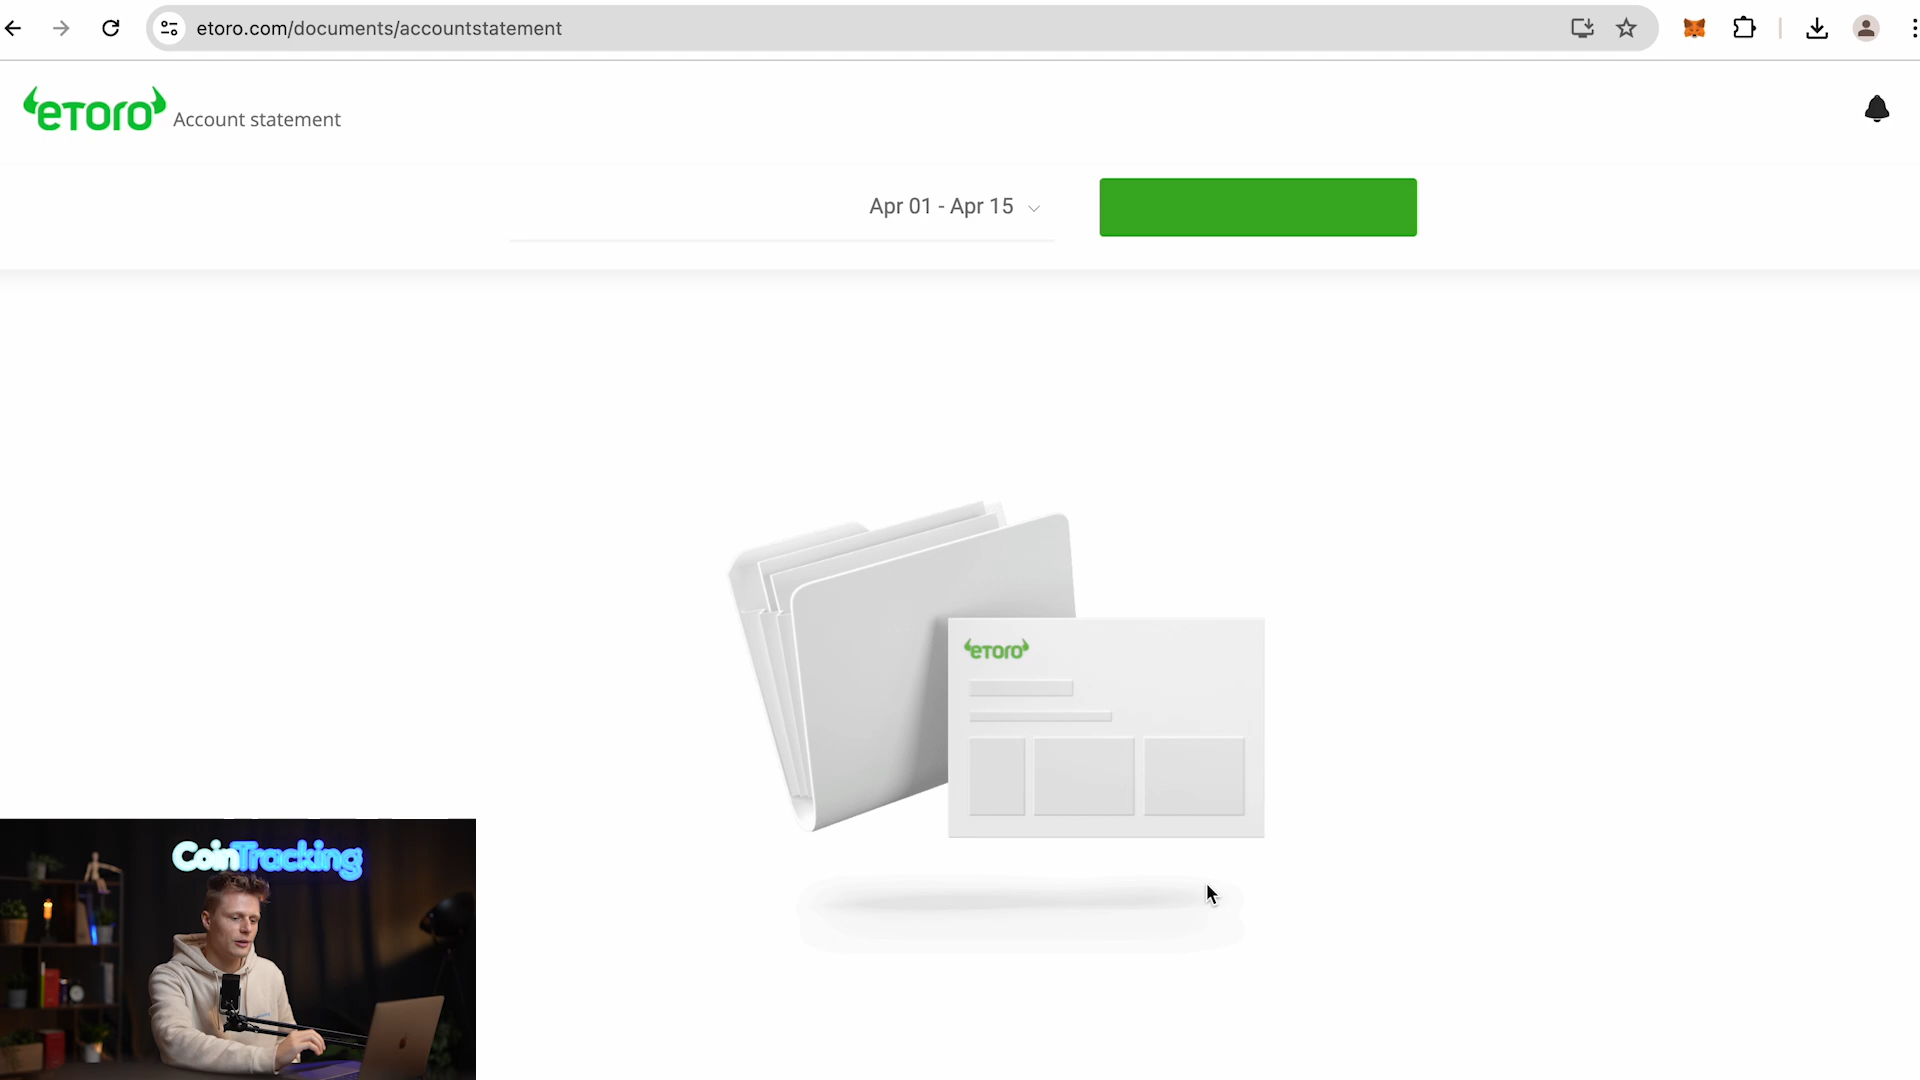 etoro.com/documents/accountstatement
eToro Account statement
Apr 01 - Apr 15
eToro
CoinTracking